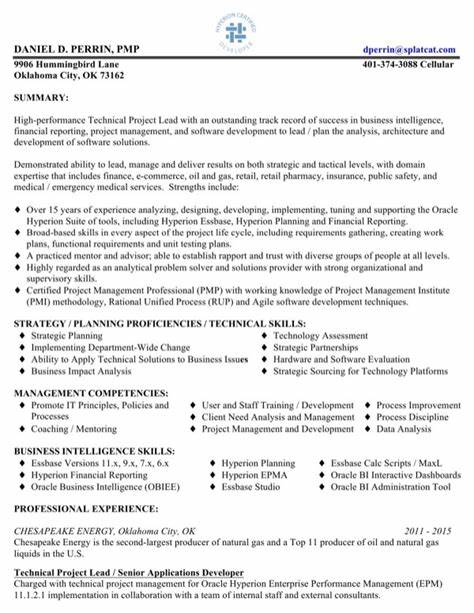 HYPERION CERTIFIED
DEVELOPER
DANIEL D. PERRIN, PMP
dperrin@splatcat.com
9906 Hummingbird Lane
401-374-3088 Cellular
Oklahoma City, OK 73162
SUMMARY:
High-performance Technical Project Lead with an outstanding track record of success in business intelligence,
financial reporting, project management, and software development to lead / plan the analysis, architecture and
development of software solutions.
Demonstrated ability to lead, manage and deliver results on both strategic and tactical levels, with domain
expertise that includes finance, e-commerce, oil and gas, retail, retail pharmacy, insurance, public safety, and
medical / emergency medical services. Strengths include:
♦ Over 15 years of experience analyzing, designing, developing, implementing, tuning and supporting the Oracle
Hyperion Suite of tools, including Hyperion Essbase, Hyperion Planning and Financial Reporting.
♦ Broad-based skills in every aspect of the project life cycle, including requirements gathering, creating work
plans, functional requirements and unit testing plans.
♦ A practiced mentor and advisor; able to establish rapport and trust with diverse groups of people at all levels.
♦ Highly regarded as an analytical problem solver and solutions provider with strong organizational and
supervisory skills.
♦ Certified Project Management Professional (PMP) with working knowledge of Project Management Institute
(PMI) methodology, Rational Unified Process (RUP) and Agile software development techniques.
STRATEGY / PLANNING PROFICIENCIES / TECHNICAL SKILLS:
♦ Strategic Planning
♦ Technology Assessment
♦ Implementing Department-Wide Change
♦ Strategic Partnerships
♦ Ability to Apply Technical Solutions to Business Issues
♦ Hardware and Software Evaluation
♦ Business Impact Analysis
♦ Strategic Sourcing for Technology Platforms
MANAGEMENT COMPETENCIES:
♦ Promote IT Principles, Policies and
Processes
♦ Coaching / Mentoring
♦ User and Staff Training / Development
♦ Client Need Analysis and Management
♦ Project Management and Development
♦ Process Improvement
♦ Process Discipline
♦ Data Analysis
BUSINESS INTELLIGENCE SKILLS:
♦ Essbase Versions 11.x, 9.x, 7.x, 6.x
♦ Hyperion Planning
♦ Essbase Calc Scripts / MaxL
♦ Hyperion Financial Reporting
♦ Hyperion EPMA
♦ Oracle BI Interactive Dashboards
♦ Oracle Business Intelligence (OBIEE)
♦ Essbase Studio
♦ Oracle BI Administration Tool
PROFESSIONAL EXPERIENCE:
CHESAPEAKE ENERGY, Oklahoma City, OK
2011 - 2015
Chesapeake Energy is the second-largest producer of natural gas and a Top 11 producer of oil and natural gas
liquids in the U.S.
Technical Project Lead / Senior Applications Developer
Charged with technical project management for Oracle Hyperion Enterprise Performance Management (EPM)
11.1.2.1 implementation in collaboration with a team of internal staff and external consultants.